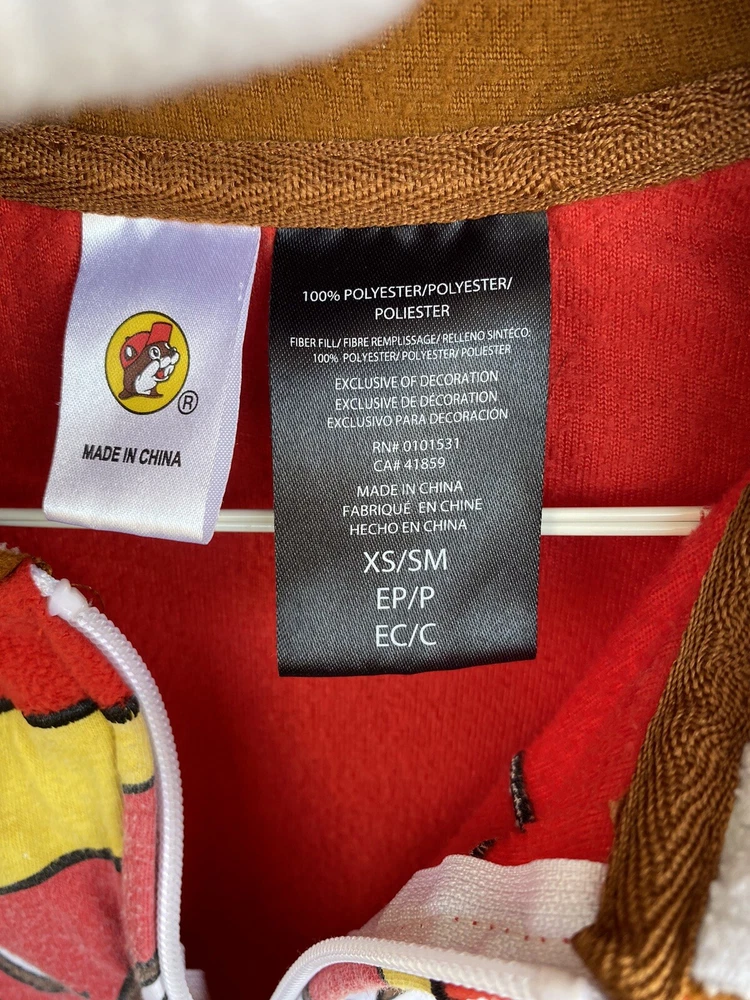 ®
MADE IN CHINA
100% POLYESTER/POLYESTER/
POLIESTER
FIBER FILL/ FIBRE REMPLISSAGE/ RELLENO SINTÉCO:
100% POLYESTER/ POLYESTER/ POLIESTER
EXCLUSIVE OF DECORATION
EXCLUSIVE DE DÉCORATION
EXCLUSIVO PARA DECORACIÓN
RN# 0101531
CA# 41859
MADE IN CHINA
FABRIQUÉ EN CHINE
HECHO EN CHINA
XS/SM
EP/P
EC/C